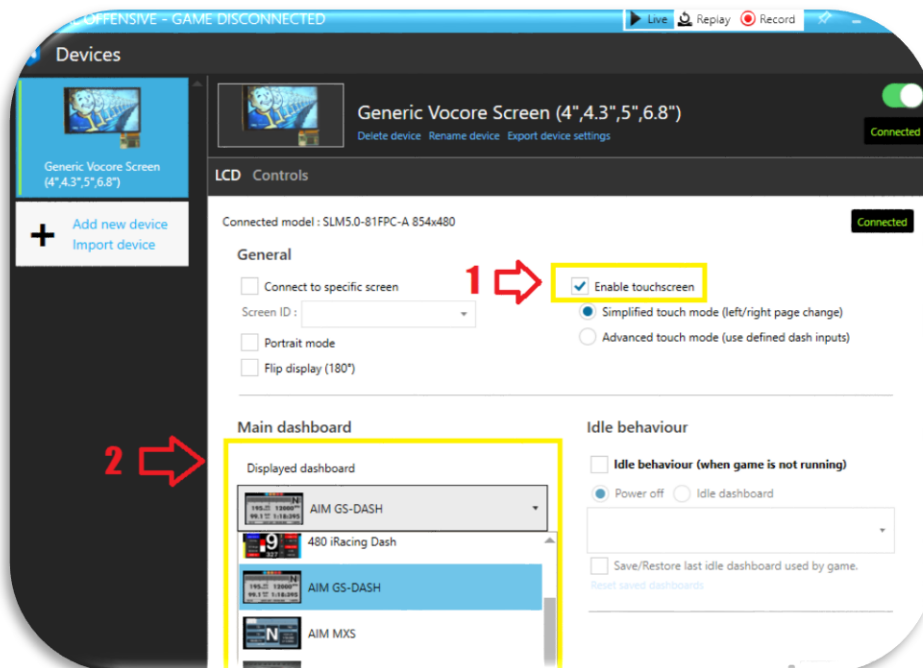 OFFENSIVE - GAME DISCONNECTED
Live Replay Record
Devices
Generic Vocore Screen
(4",4.3",5",6.8")
Add new device
Import device
Generic Vocore Screen (4",4.3",5",6.8")
Delete device Rename device Export device settings
Connected
LCD Controls
Connected model : SLM5.0-81FPC-A 854x480
Connected
General
Connect to specific screen
Screen ID :
Portrait mode
Flip display (180°)
1
Enable touchscreen
Simplified touch mode (left/right page change)
Advanced touch mode (use defined dash inputs)
Main dashboard
2
Displayed dashboard
AIM GS-DASH
480 iRacing Dash
AIM GS-DASH
AIM MXS
Idle behaviour
Idle behaviour (when game is not running)
Power off Idle dashboard
Save/Restore last idle dashboard used by game.
Reset saved dashboards